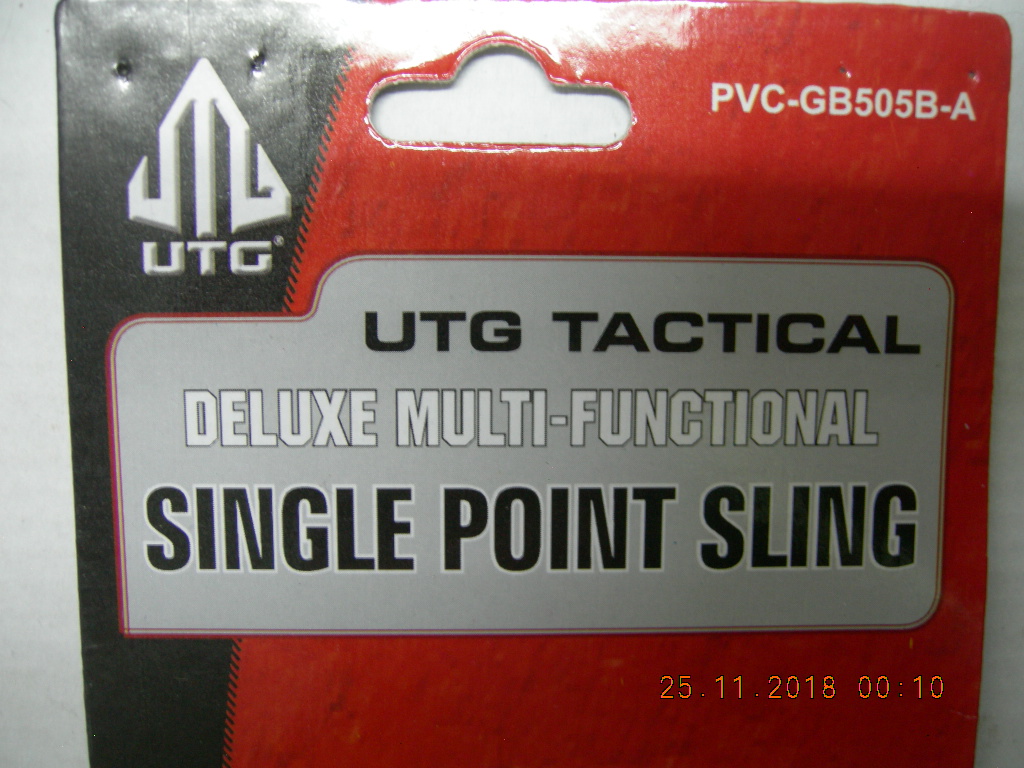 PVC-GB505B-A
UTG®
UTG TACTICAL
DELUXE MULTI-FUNCTIONAL
SINGLE POINT SLING
25.11.2018 00:10